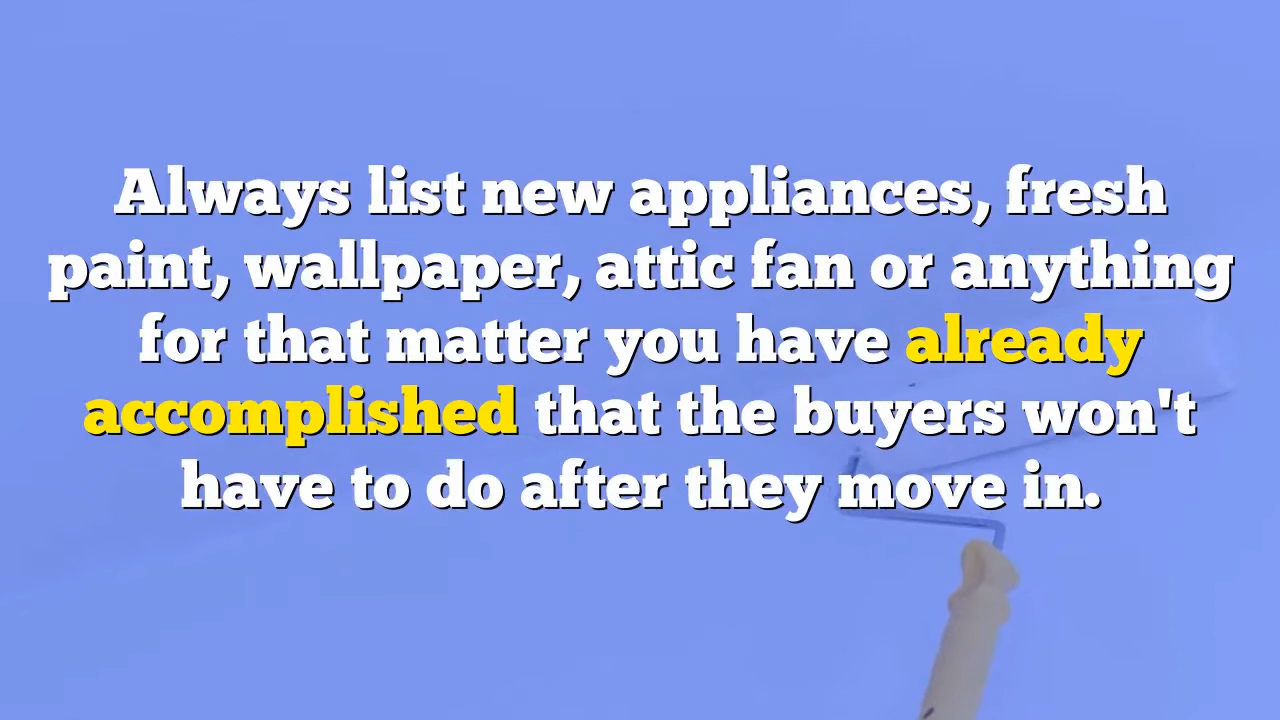 Always list new appliances, fresh
paint, wallpaper, attic fan or anything
for that matter you have already
accomplished that the buyers won't
have to do after they move in.